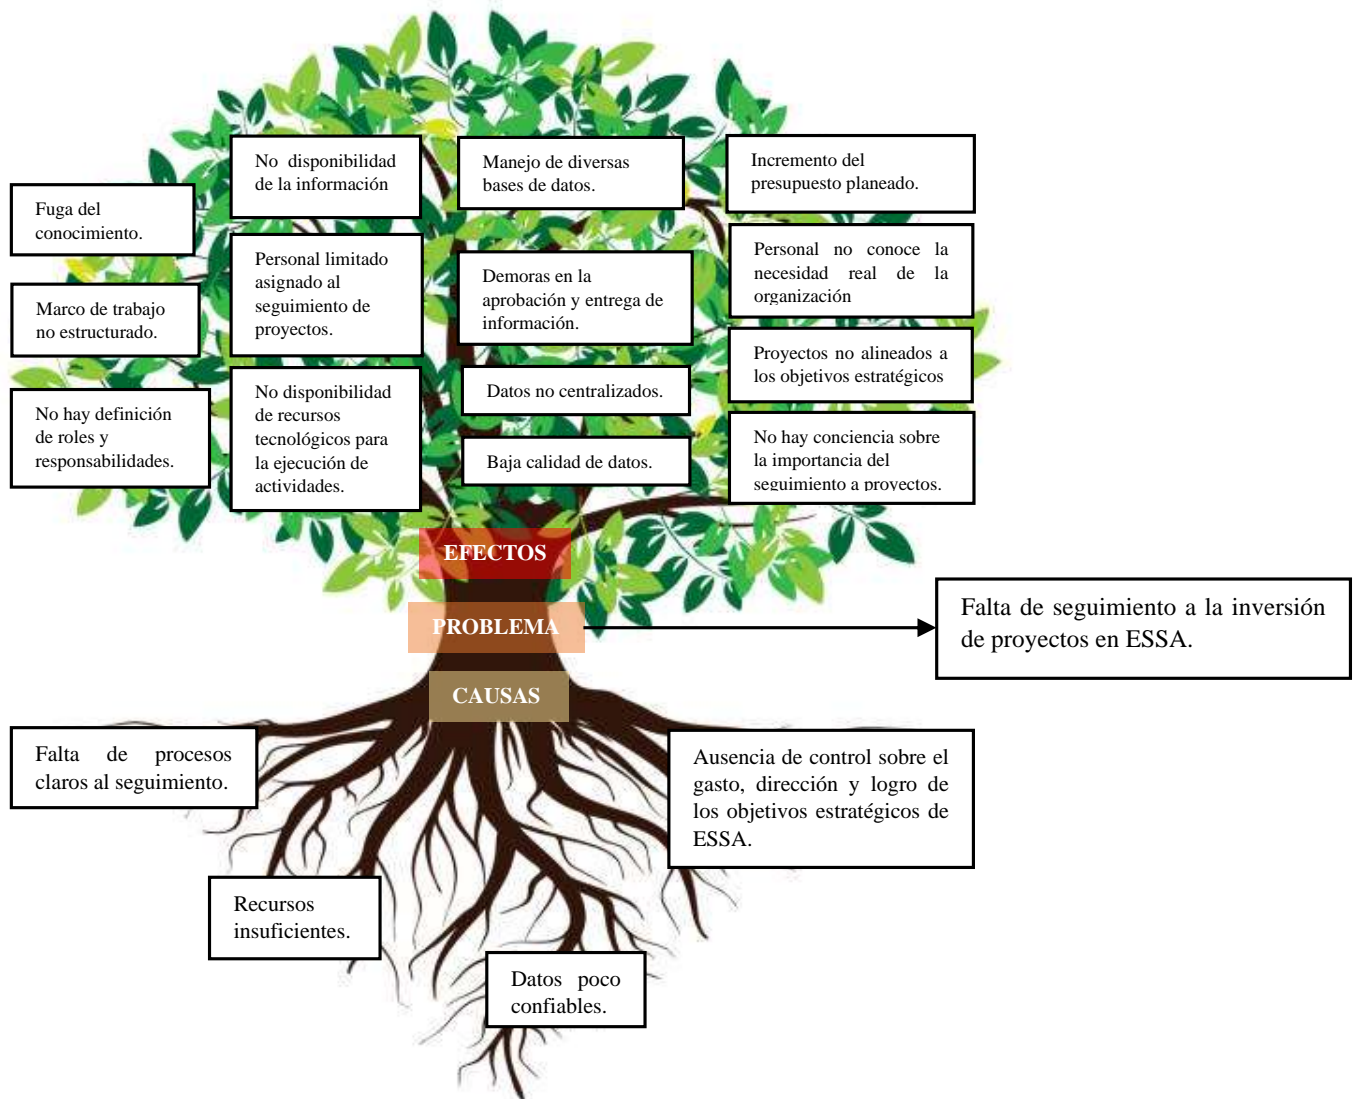 Fuga del
conocimiento.
Marco de trabajo
no estructurado.
No hay definición
de roles y
responsabilidades.
No disponibilidad
de la información
Personal limitado
asignado al
seguimiento de
proyectos.
No disponibilidad
de recursos
tecnológicos para
la ejecución de
actividades.
Manejo de diversas
bases de datos.
Demoras en la
aprobación y entrega de
información.
Datos no centralizados.
Baja calidad de datos.
Incremento del
presupuesto planeado.
Personal no conoce la
necesidad real de la
organización
Proyectos no alineados a
los objetivos estratégicos
No hay conciencia sobre
la importancia del
seguimiento a proyectos.
EFECTOS
PROBLEMA
Falta de seguimiento a la inversión
de proyectos en ESSA.
CAUSAS
Falta de procesos
claros al seguimiento.
Recursos
insuficientes.
Datos poco
confiables.
Ausencia de control sobre el
gasto, dirección y logro de
los objetivos estratégicos de
ESSA.